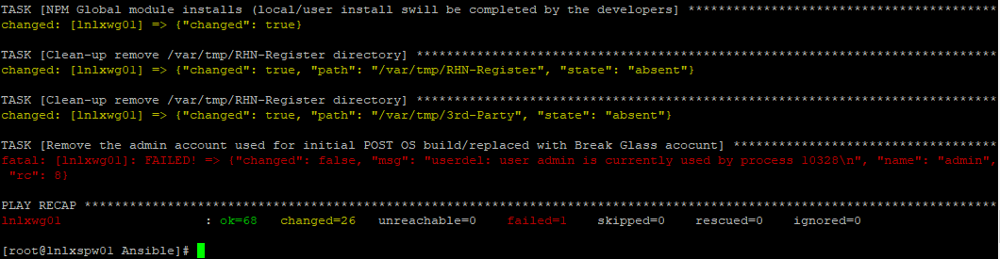 TASK [NPM Global module installs (local/user install swill be completed by the developers] *****************************************
changed: [lnlxwg01] => {"changed": true}
TASK [Clean-up remove /var/tmp/RHN-Register directory] *****************************************************************************
changed: [lnlxwg01] => {"changed": true, "path": "/var/tmp/RHN-Register", "state": "absent"}
TASK [Clean-up remove /var/tmp/RHN-Register directory] *****************************************************************************
changed: [lnlxwg01] => {"changed": true, "path": "/var/tmp/3rd-Party", "state": "absent"}
TASK [Remove the admin account used for initial POST OS build/replaced with Break Glass acocunt] ***********************************
fatal: [lnlxwg01]: FAILED! => {"changed": false, "msg": "userdel: user admin is currently used by process 10328\n", "name": "admin",
"rc": 8}
PLAY RECAP *************************************************************************************************************************
lnlxwg01 : ok=68 changed=26 unreachable=0 failed=1 skipped=0 rescued=0 ignored=0
[root@lnlxspw01 Ansible]#